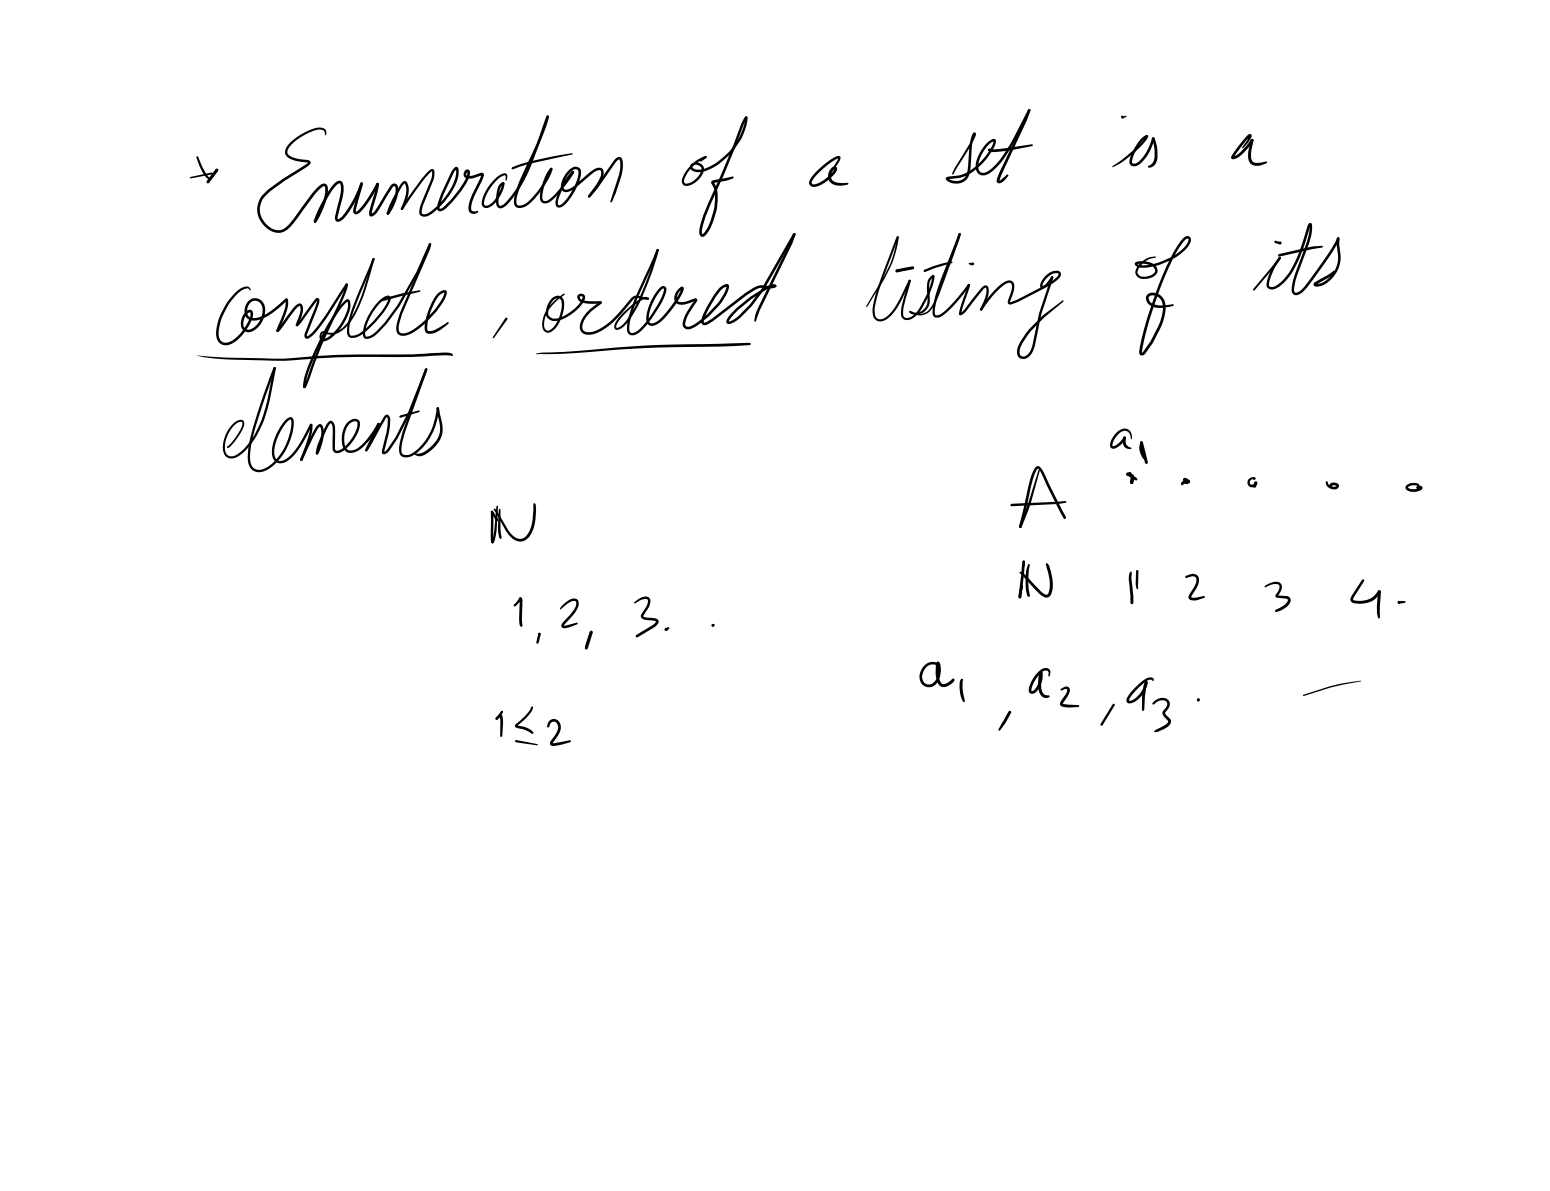 * Enumeration of a set is a
complete, ordered listing of its
elements
ℕ
1, 2, 3. .
1 ≤ 2
a₁
A . . . . .
ℕ 1 2 3 4 -
a₁, a₂, a₃ . —